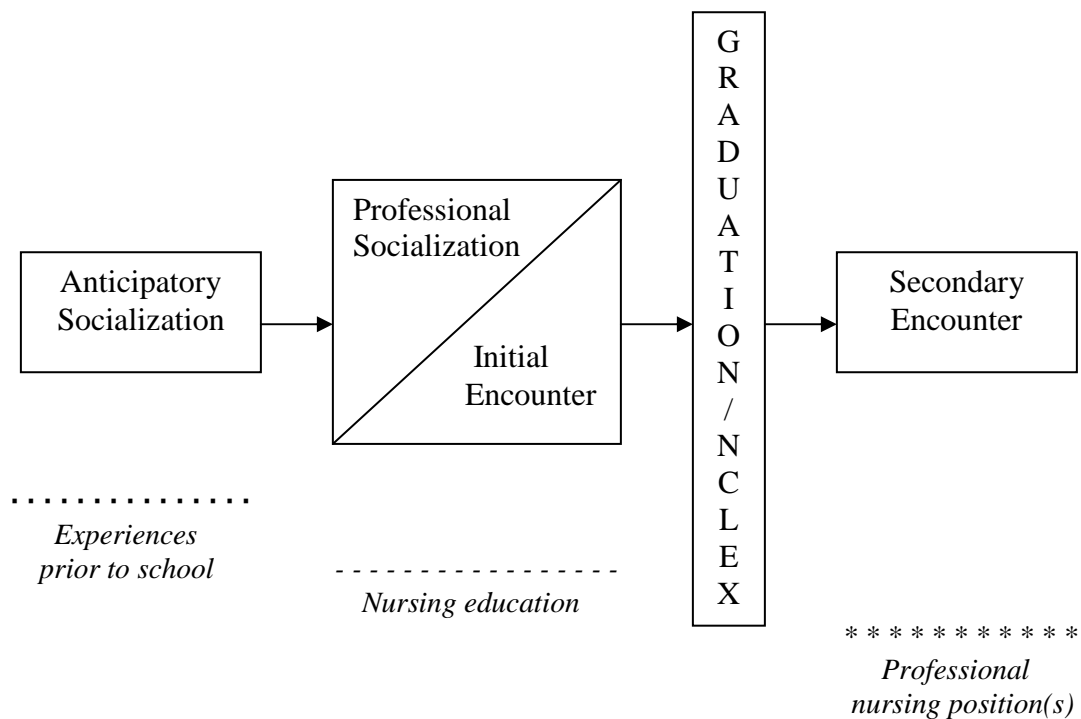 Anticipatory
Socialization
Professional
Socialization
Initial
Encounter
G
R
A
D
U
A
T
I
O
N
/
N
C
L
E
X
Secondary
Encounter
...............
Experiences
prior to school
- - - - - - - - - - - - - - - - - -
Nursing education
* * * * * * * * * * *
Professional
nursing position(s)